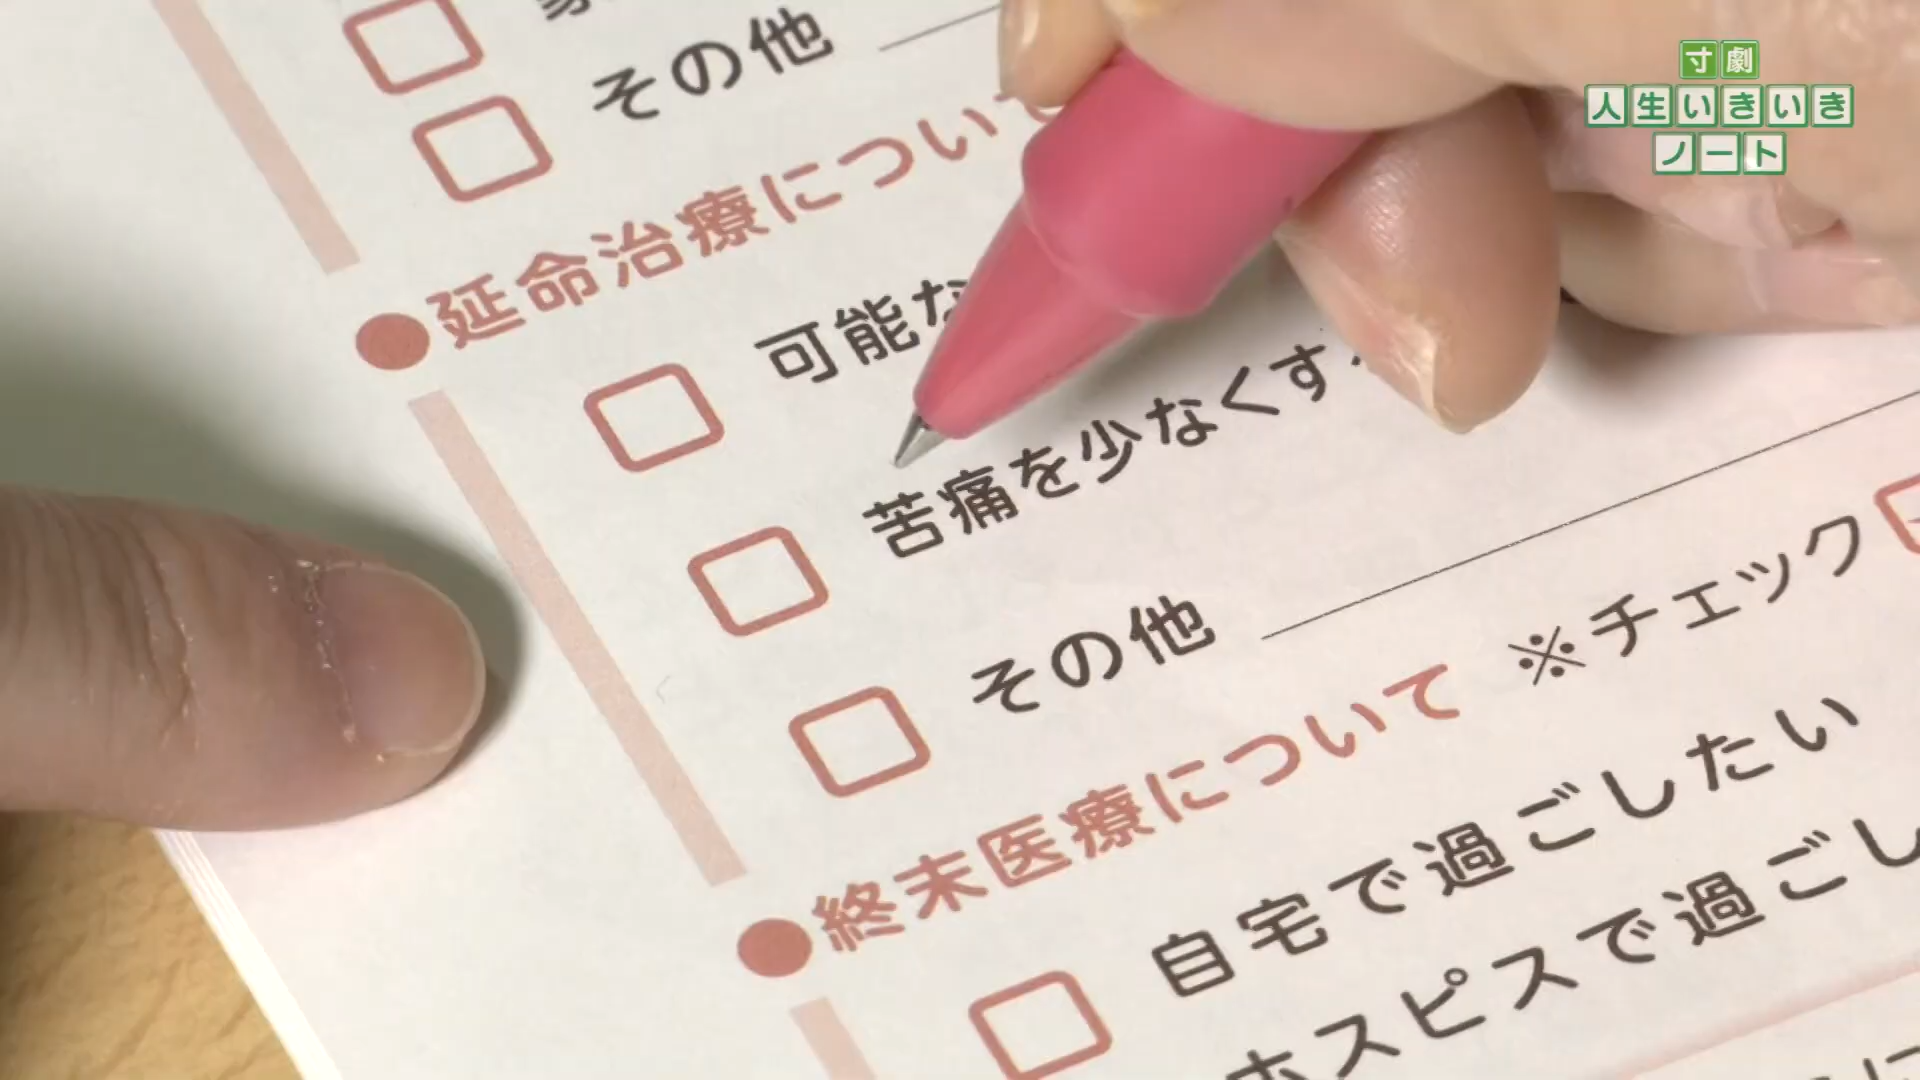 寸劇
人生いきいき
ノート
その他
●延命治療について
可能な
苦痛を少なくす
その他
●終末医療について ※チェック
自宅で過ごしたい
ホスピスで過ごし